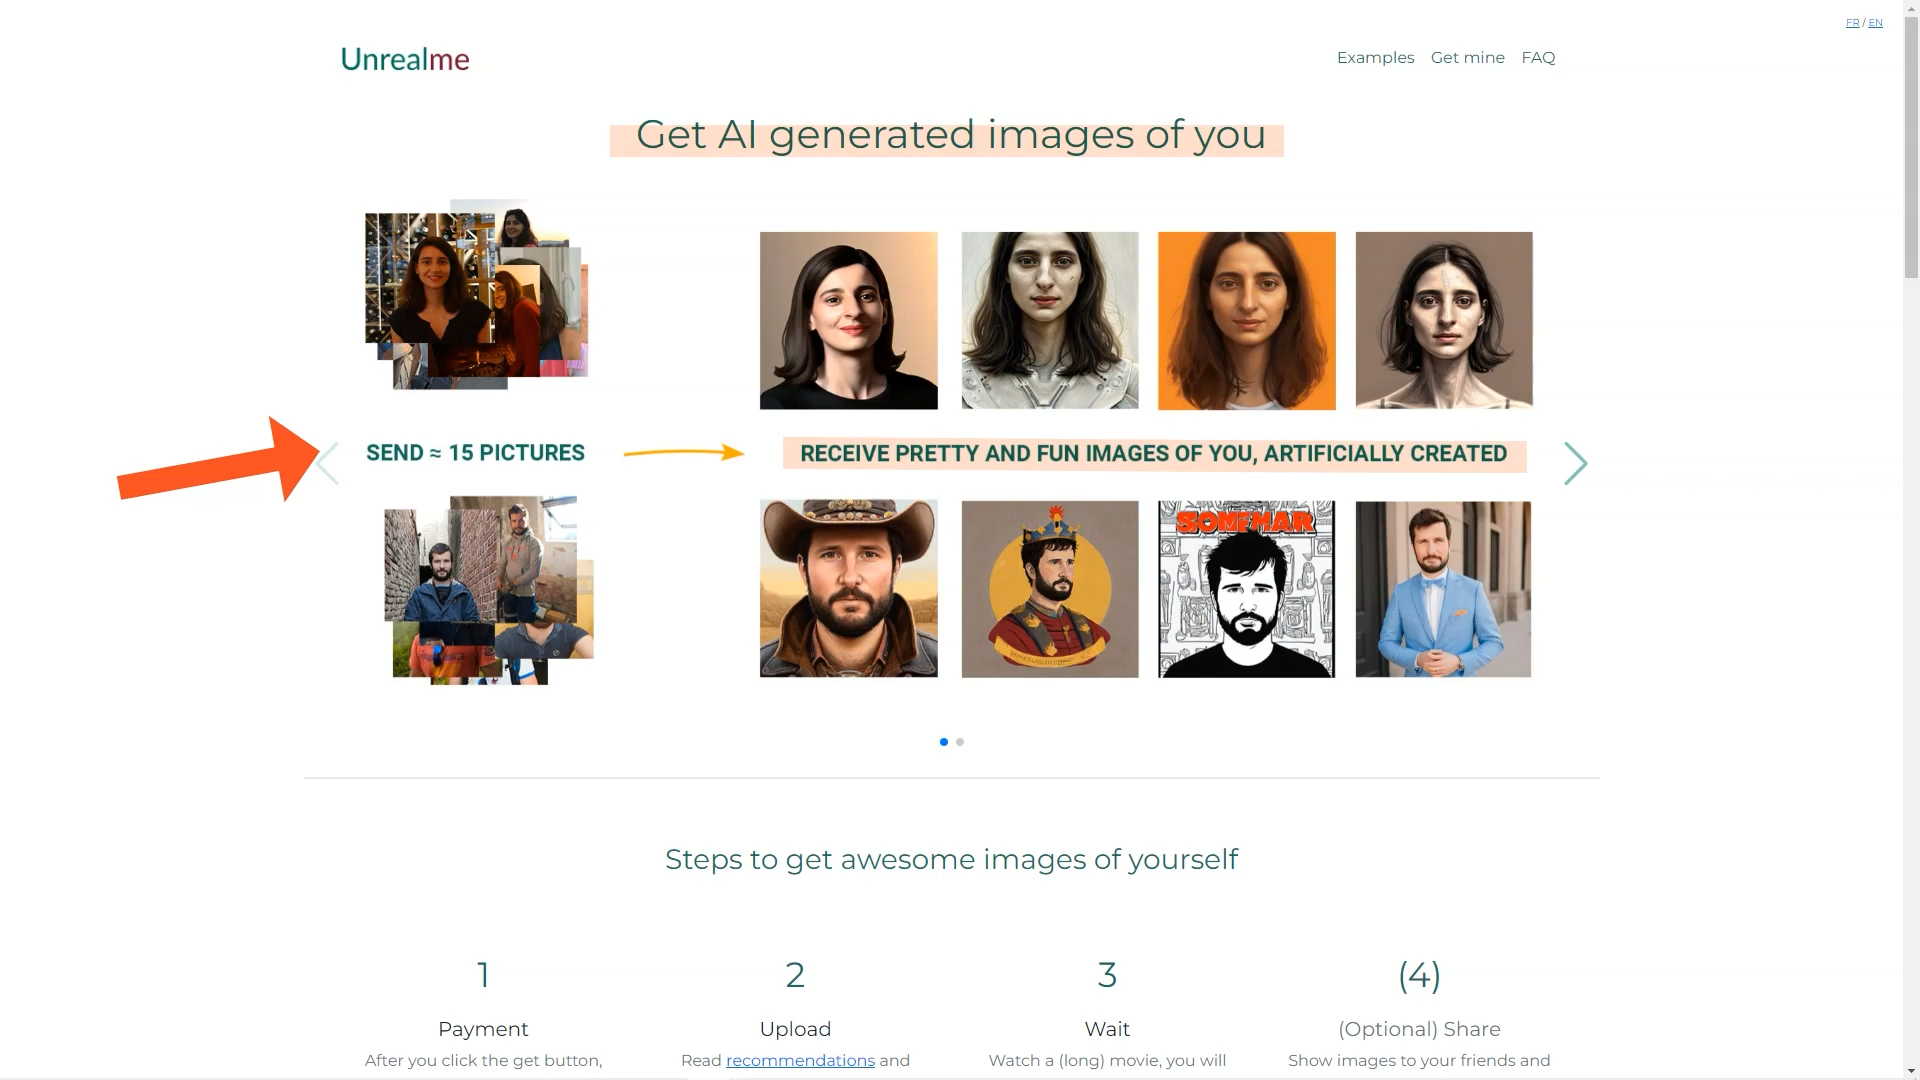 FR / EN
Unrealme
Examples Get mine FAQ
Get AI generated images of you
SEND ≈ 15 PICTURES
RECEIVE PRETTY AND FUN IMAGES OF YOU, ARTIFICIALLY CREATED
SOMEMAR
Steps to get awesome images of yourself
1
Payment
After you click the get button,
2
Upload
Read recommendations and
3
Wait
Watch a (long) movie, you will
(4)
(Optional) Share
Show images to your friends and